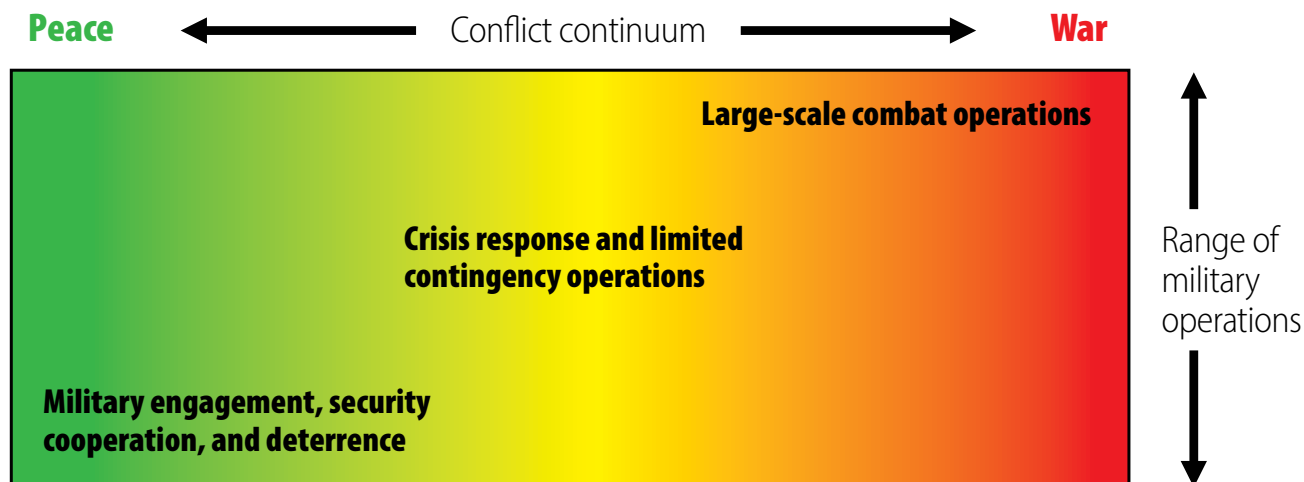 Peace
Conflict continuum
War
Large-scale combat operations
Crisis response and limited
contingency operations
Military engagement, security
cooperation, and deterrence
Range of
military
operations